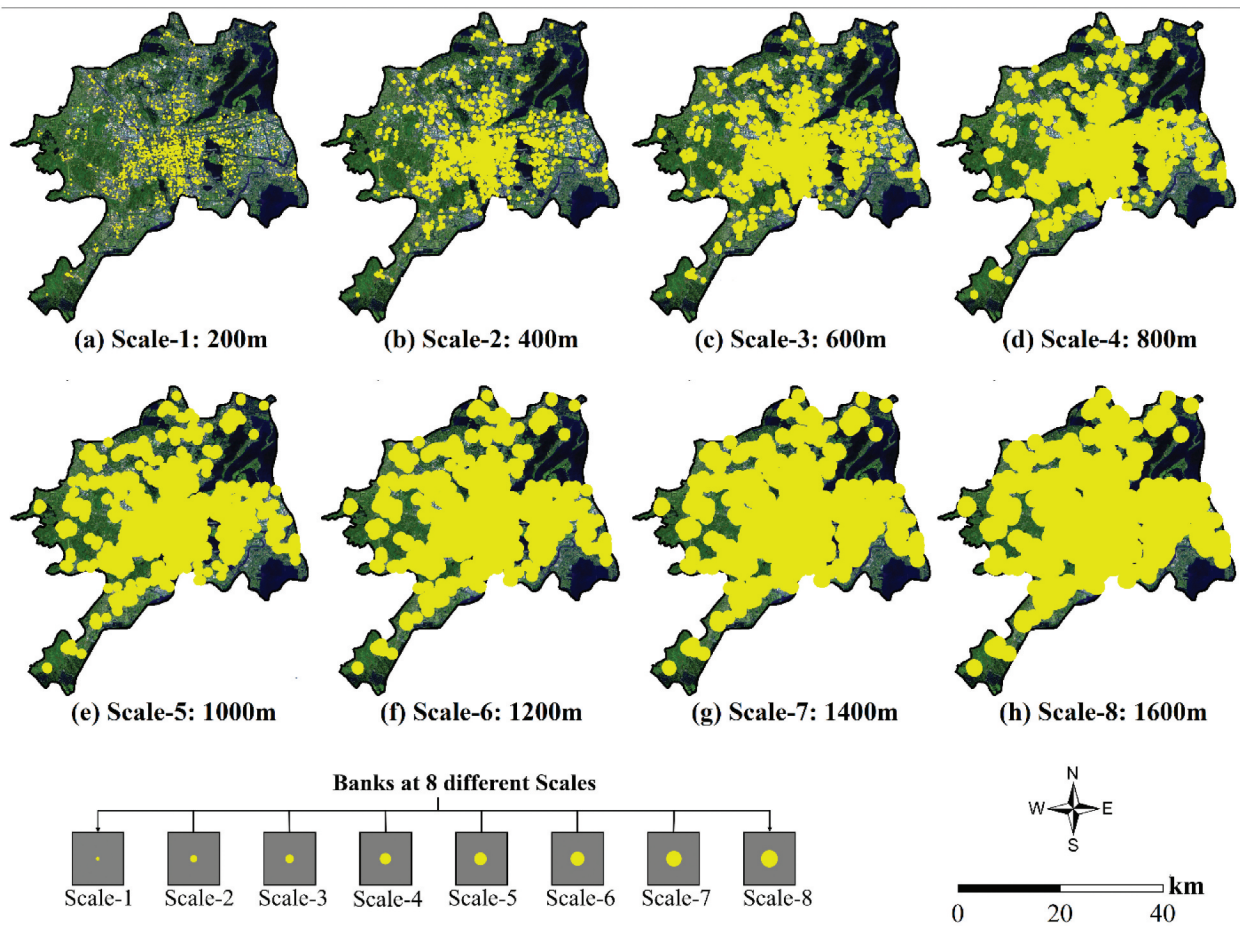 (a) Scale-1: 200m
(b) Scale-2: 400m
(c) Scale-3: 600m
(d) Scale-4: 800m
(e) Scale-5: 1000m
(f) Scale-6: 1200m
(g) Scale-7: 1400m
(h) Scale-8: 1600m
Banks at 8 different Scales
Scale-1
Scale-2
Scale-3
Scale-4
Scale-5
Scale-6
Scale-7
Scale-8
N
W E
S
km
0 20 40